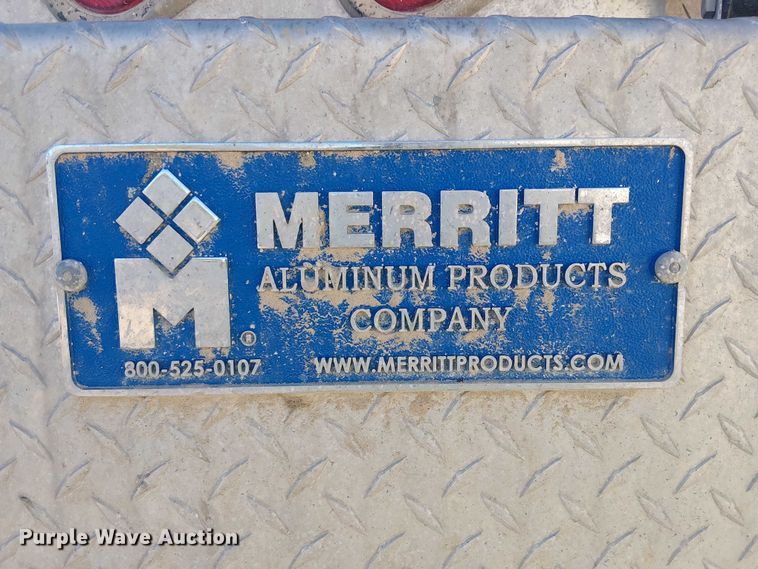 MERRITT
ALUMINUM PRODUCTS
COMPANY
M®
800-525-0107 WWW.MERRITTPRODUCTS.COM
Purple Wave Auction